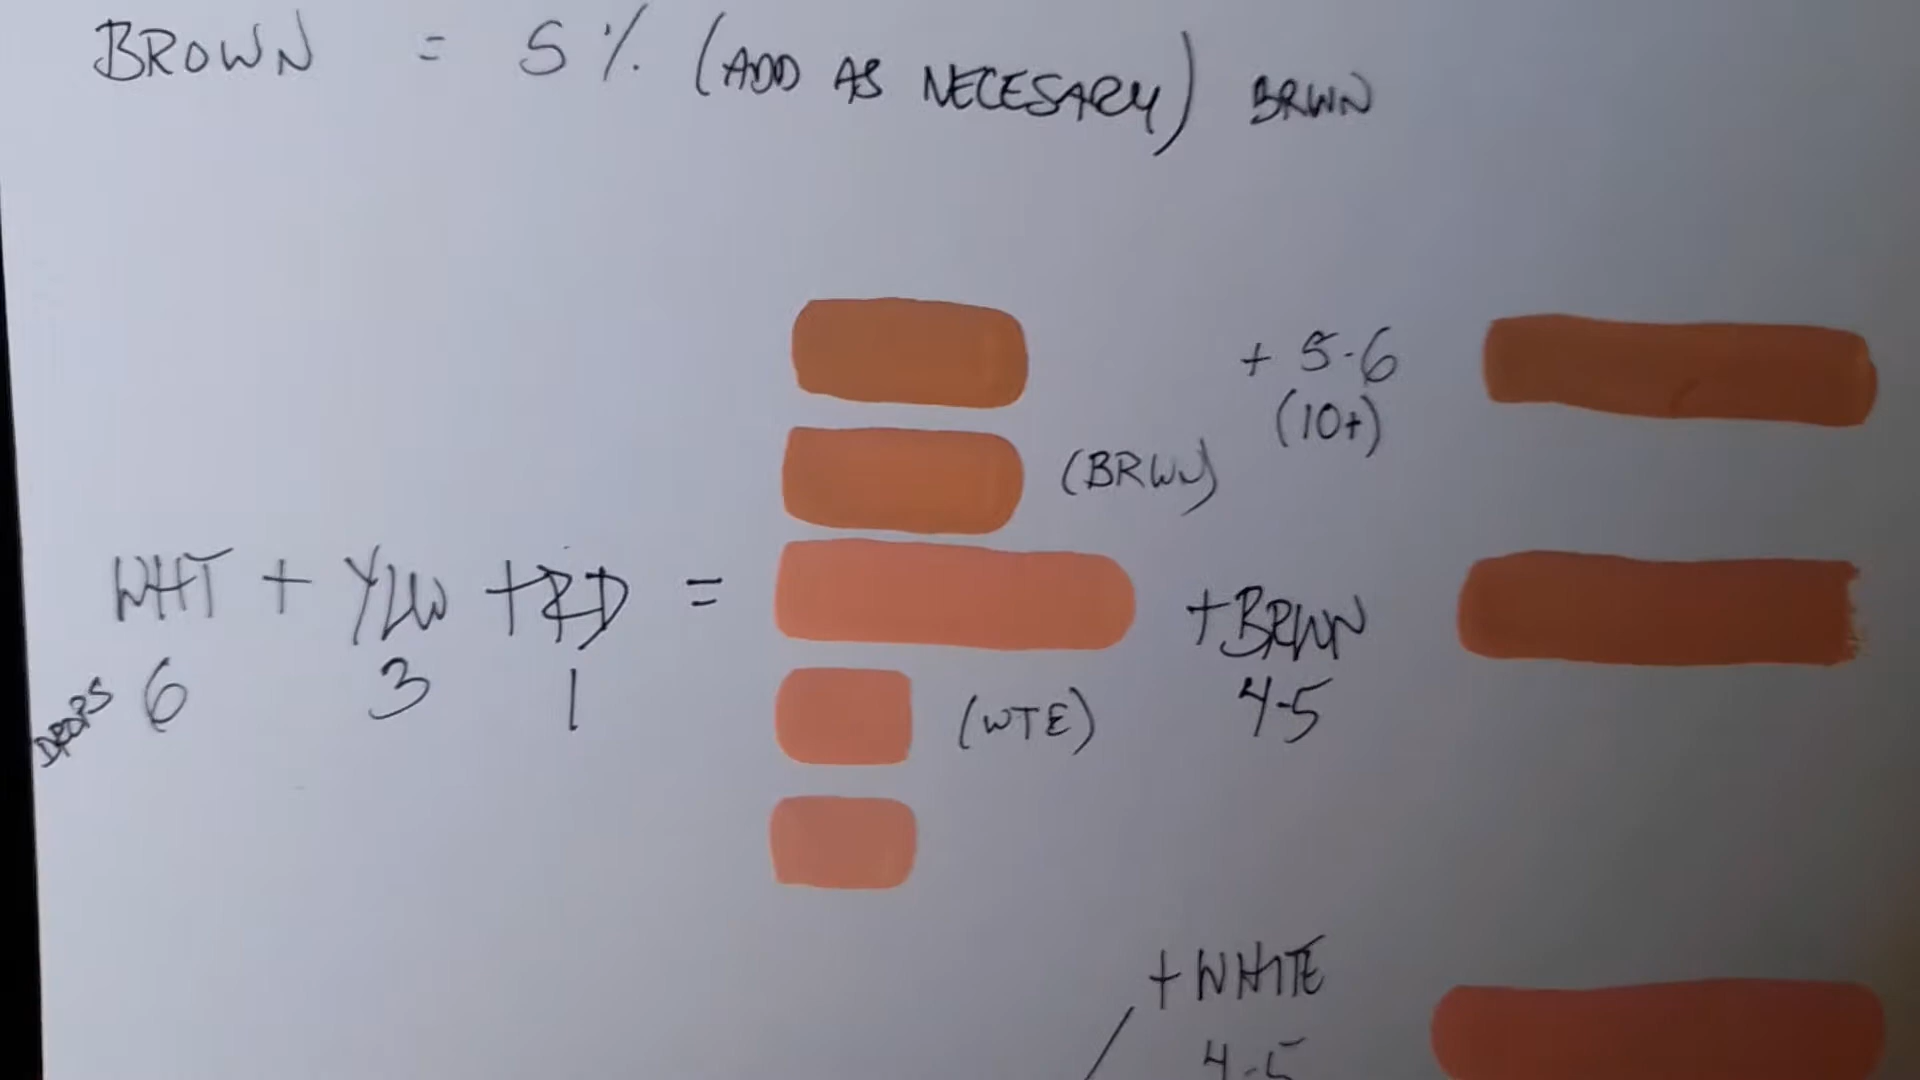 BROWN = 5% (ADD AS NECESARY) BRWN
+ 5-6
(10+)
(BRWN)
WHT + YLW + RD =
+BRWN
DROPS 6 3 1
4-5
(WTE)
+WHITE
4-5